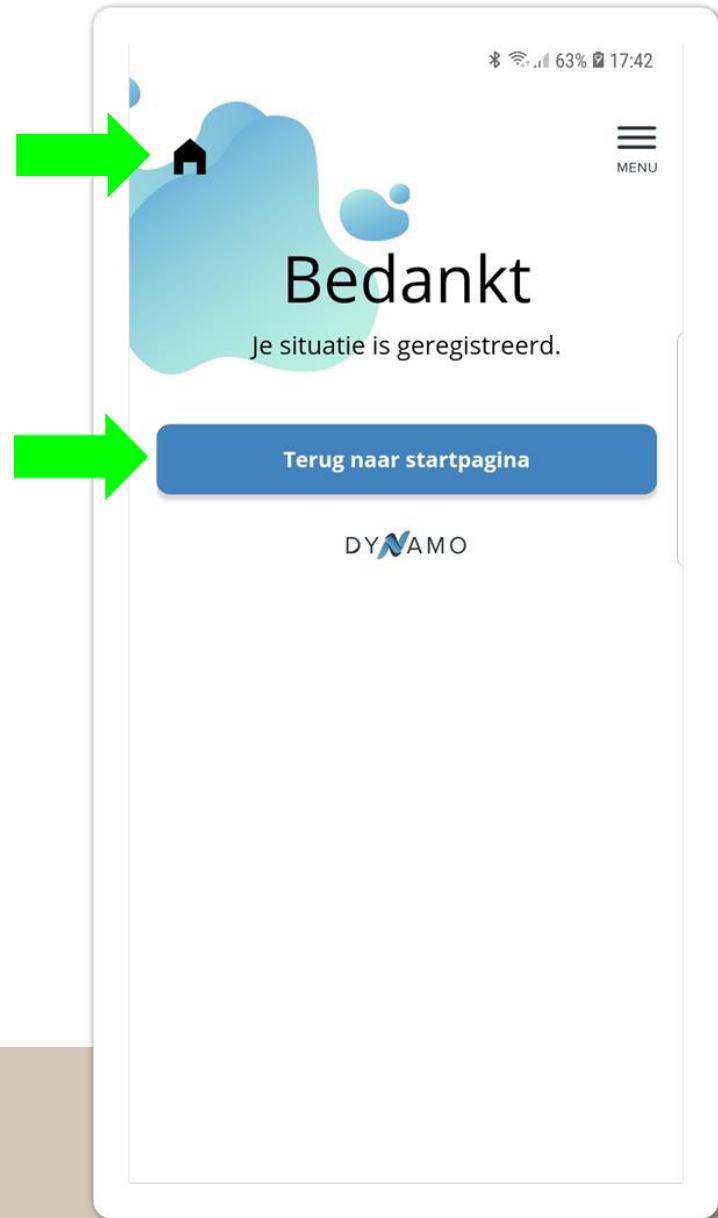 63% 17:42
MENU
Bedankt
Je situatie is geregistreerd.
Terug naar startpagina
DYNAMO